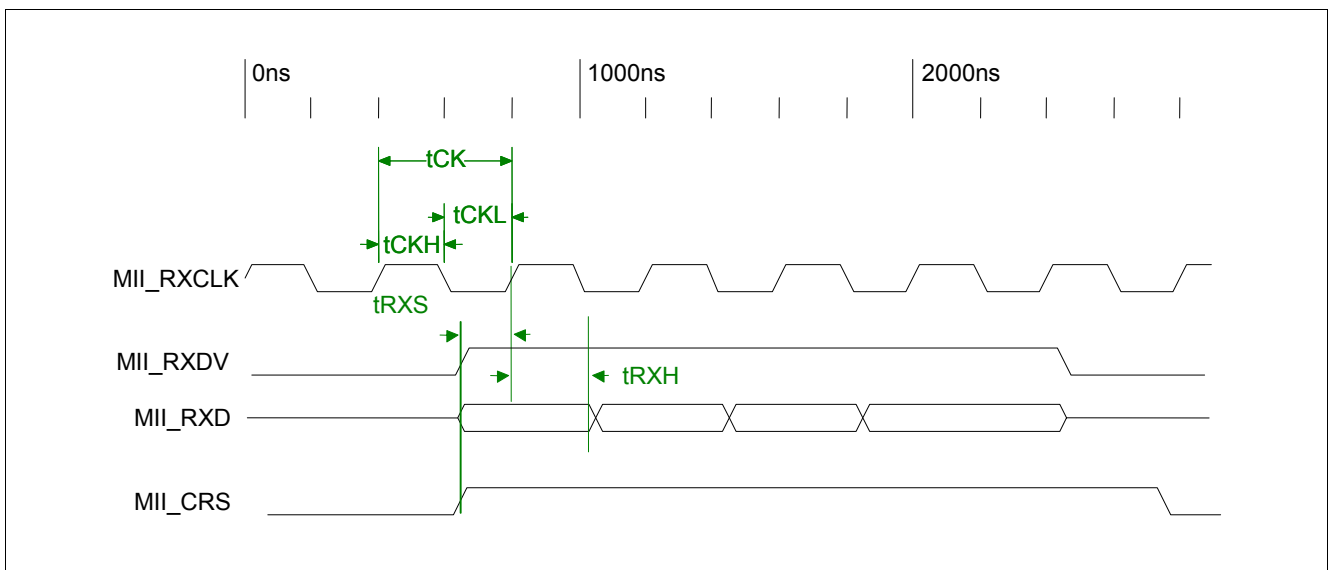 0ns 1000ns 2000ns
tCK
tCKL
tCKH
MII_RXCLK
tRXS
MII_RXDV
tRXH
MII_RXD
MII_CRS